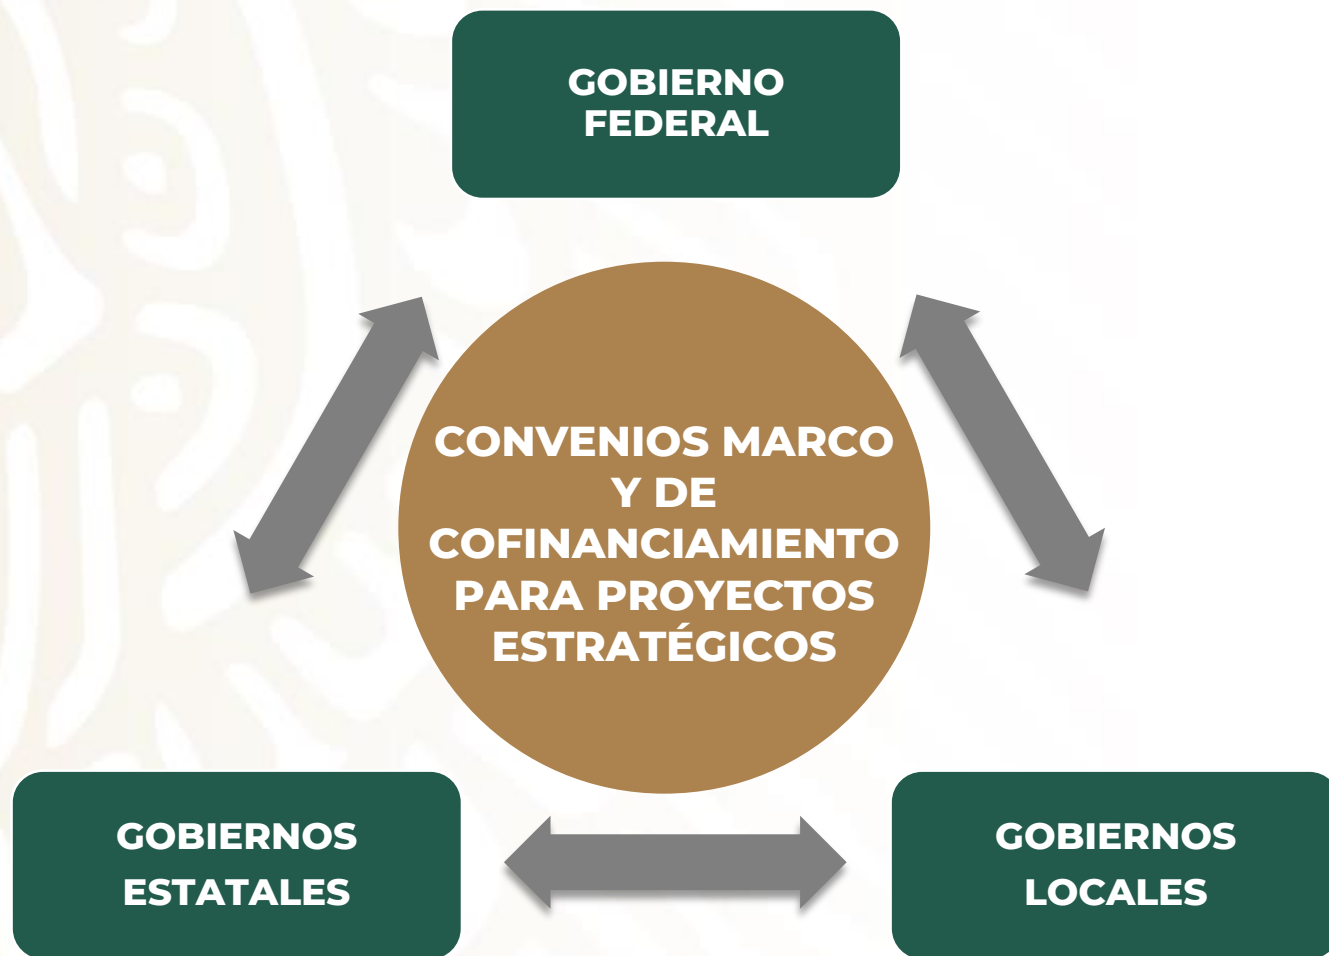 GOBIERNO
FEDERAL
CONVENIOS MARCO
Y DE
COFINANCIAMIENTO
PARA PROYECTOS
ESTRATÉGICOS
GOBIERNOS
ESTATALES
GOBIERNOS
LOCALES